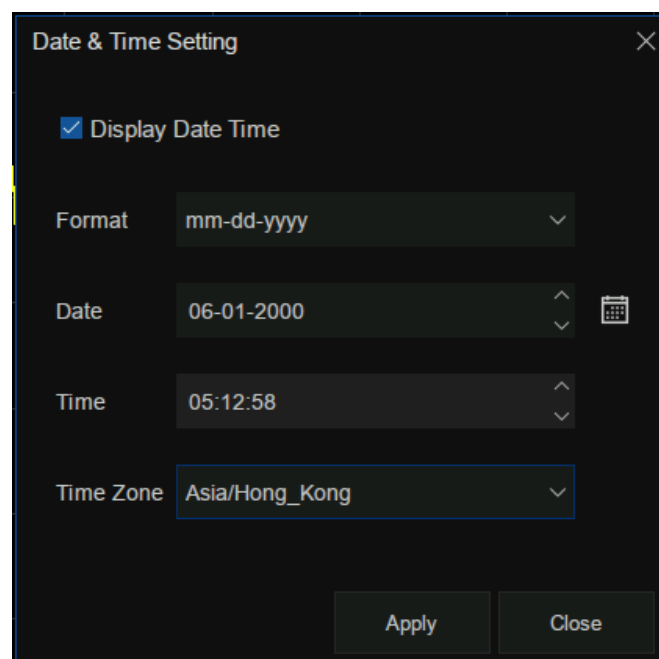 Date & Time Setting
Display Date Time
Format mm-dd-yyyy
Date 06-01-2000
Time 05:12:58
Time Zone Asia/Hong_Kong
Apply Close